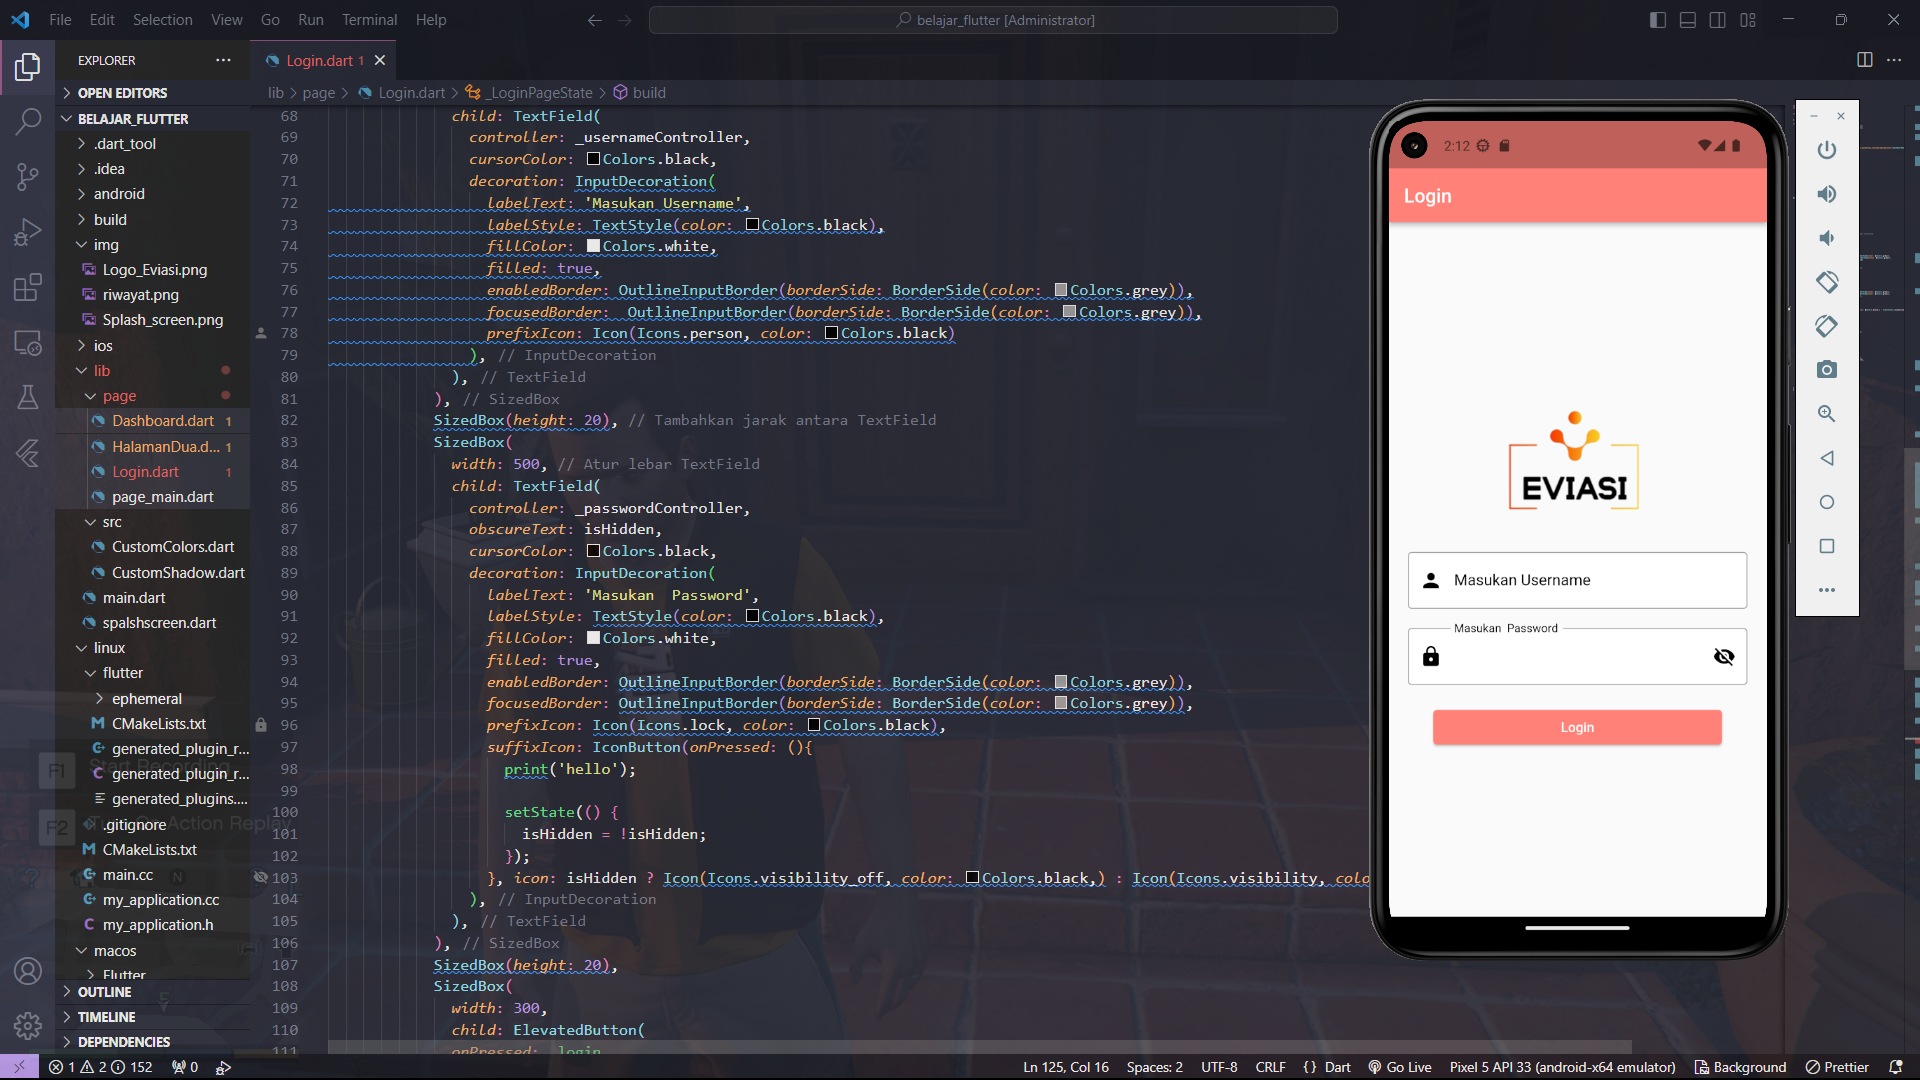 File Edit Selection View Go Run Terminal Help
belajar_flutter [Administrator]
EXPLORER
OPEN EDITORS
BELAJAR_FLUTTER
.dart_tool
.idea
android
build
img
Logo_Eviasi.png
riwayat.png
Splash_screen.png
ios
lib
page
Dashboard.dart 1
HalamanDua.d... 1
Login.dart 1
page_main.dart
src
CustomColors.dart
CustomShadow.dart
main.dart
spalshscreen.dart
linux
flutter
ephemeral
CMakeLists.txt
generated_plugin_r...
generated_plugin_r...
generated_plugins....
.gitignore
CMakeLists.txt
main.cc
my_application.cc
my_application.h
macos
Flutter
OUTLINE
TIMELINE
DEPENDENCIES
F1 Start Recording
F2 Turn On Action Replay
Login.dart 1
lib > page > Login.dart > _LoginPageState > build
68 child: TextField(
69 controller: _usernameController,
70 cursorColor: Colors.black,
71 decoration: InputDecoration(
72 labelText: 'Masukan Username',
73 labelStyle: TextStyle(color: Colors.black),
74 fillColor: Colors.white,
75 filled: true,
76 enabledBorder: OutlineInputBorder(borderSide: BorderSide(color: Colors.grey)),
77 focusedBorder:  OutlineInputBorder(borderSide: BorderSide(color: Colors.grey)),
78 prefixIcon: Icon(Icons.person, color: Colors.black)
79 ), // InputDecoration
80 ), // TextField
81 ), // SizedBox
82 SizedBox(height: 20), // Tambahkan jarak antara TextField
83 SizedBox(
84 width: 500, // Atur lebar TextField
85 child: TextField(
86 controller: _passwordController,
87 obscureText: isHidden,
88 cursorColor: Colors.black,
89 decoration: InputDecoration(
90 labelText: 'Masukan  Password',
91 labelStyle: TextStyle(color: Colors.black),
92 fillColor: Colors.white,
93 filled: true,
94 enabledBorder: OutlineInputBorder(borderSide: BorderSide(color: Colors.grey)),
95 focusedBorder: OutlineInputBorder(borderSide: BorderSide(color: Colors.grey)),
96 prefixIcon: Icon(Icons.lock, color: Colors.black),
97 suffixIcon: IconButton(onPressed: (){
98 print('hello');
99
100 setState(() {
101 isHidden = !isHidden;
102 });
103 }, icon: isHidden ? Icon(Icons.visibility_off, color: Colors.black,) : Icon(Icons.visibility, colo
104 ), // InputDecoration
105 ), // TextField
106 ), // SizedBox
107 SizedBox(height: 20),
108 SizedBox(
109 width: 300,
110 child: ElevatedButton(
111 onPressed: login
2:12
Login
EVIASI
Masukan Username
Masukan  Password
Login
1 2 152 0
Ln 125, Col 16 Spaces: 2 UTF-8 CRLF {} Dart Go Live Pixel 5 API 33 (android-x64 emulator) Background Prettier